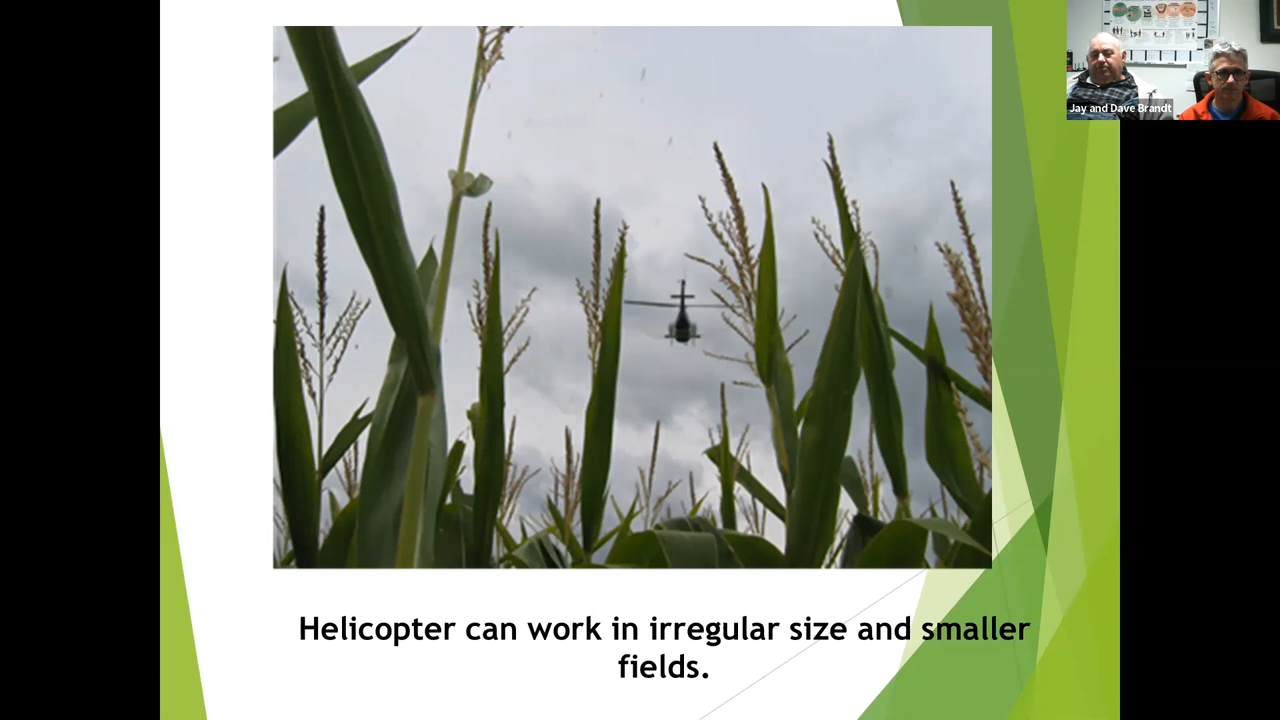 Jay and Dave Brandt
Helicopter can work in irregular size and smaller
fields.